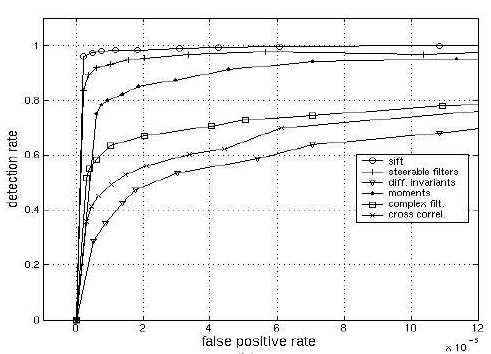 1
0.8
0.6
0.4
0.2
0
detection rate
sift
steerable filters
diff. invariants
moments
complex filt.
cross correl.
0 2 4 6 8 10 12
false positive rate
x 10⁻⁵